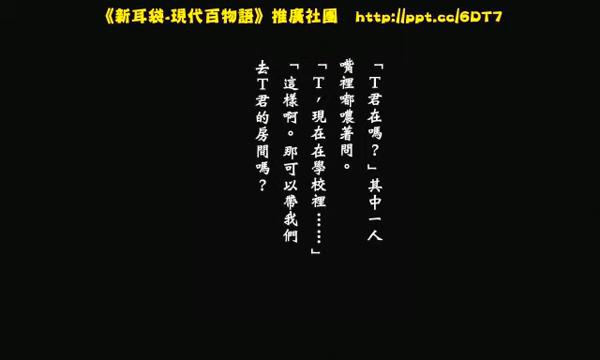 《新耳袋-現代百物語》推廣社團 http://ppt.cc/6DT7
「T君在嗎？」其中一人
嘴裡嘟噥著問。
「T，現在在學校裡……」
「這樣啊。那可以帶我們
去T君的房間嗎？